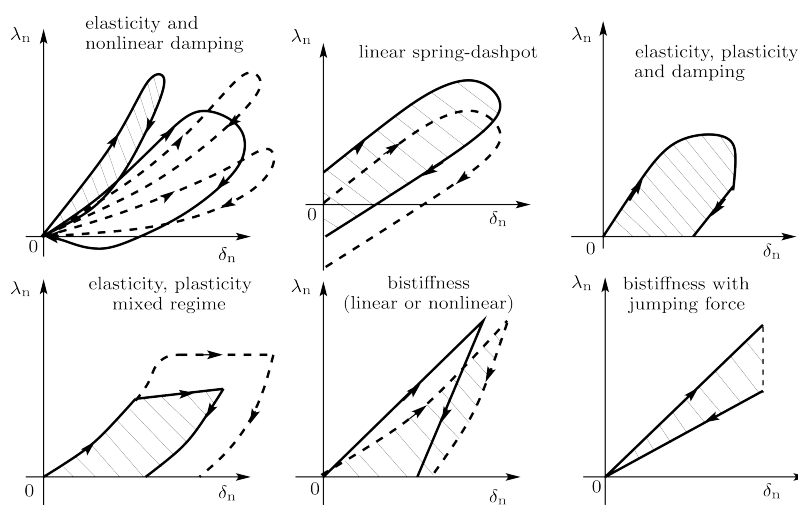 elasticity and
nonlinear damping
λn
δn
0
linear spring-dashpot
λn
δn
0
elasticity, plasticity
and damping
λn
δn
0
elasticity, plasticity
mixed regime
λn
δn
0
bistiffness
(linear or nonlinear)
λn
δn
0
bistiffness with
jumping force
λn
δn
0